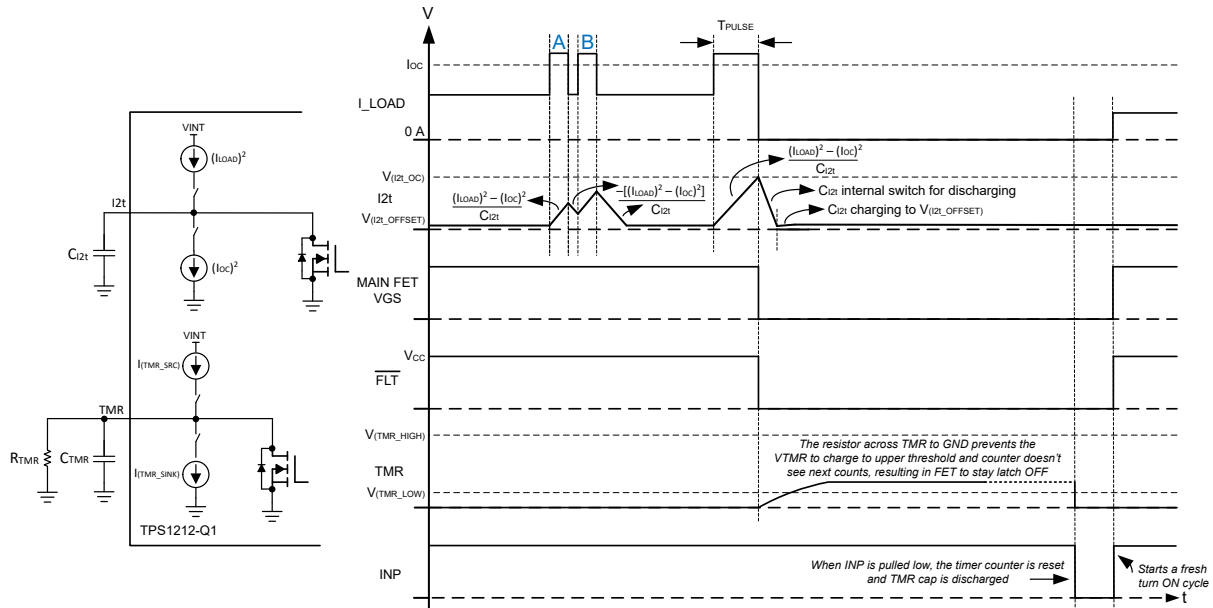 V
TPULSE
A
B
IOC
I_LOAD
0 A
VINT
(ILOAD)²
I2t
CI2t
(IOC)²
VINT
I(TMR_SRC)
TMR
RTMR
CTMR
I(TMR_SINK)
TPS1212-Q1
V(I2t_OC)
I2t
V(I2t_OFFSET)
(ILOAD)² – (IOC)²
CI2t
–[(ILOAD)² – (IOC)²]
CI2t
(ILOAD)² – (IOC)²
CI2t
CI2t internal switch for discharging
CI2t charging to V(I2t_OFFSET)
MAIN FET
VGS
VCC
FLT
V(TMR_HIGH)
TMR
V(TMR_LOW)
The resistor across TMR to GND prevents the
VTMR to charge to upper threshold and counter doesn't
see next counts, resulting in FET to stay latch OFF
INP
When INP is pulled low, the timer counter is reset
and TMR cap is discharged
Starts a fresh
turn ON cycle
t